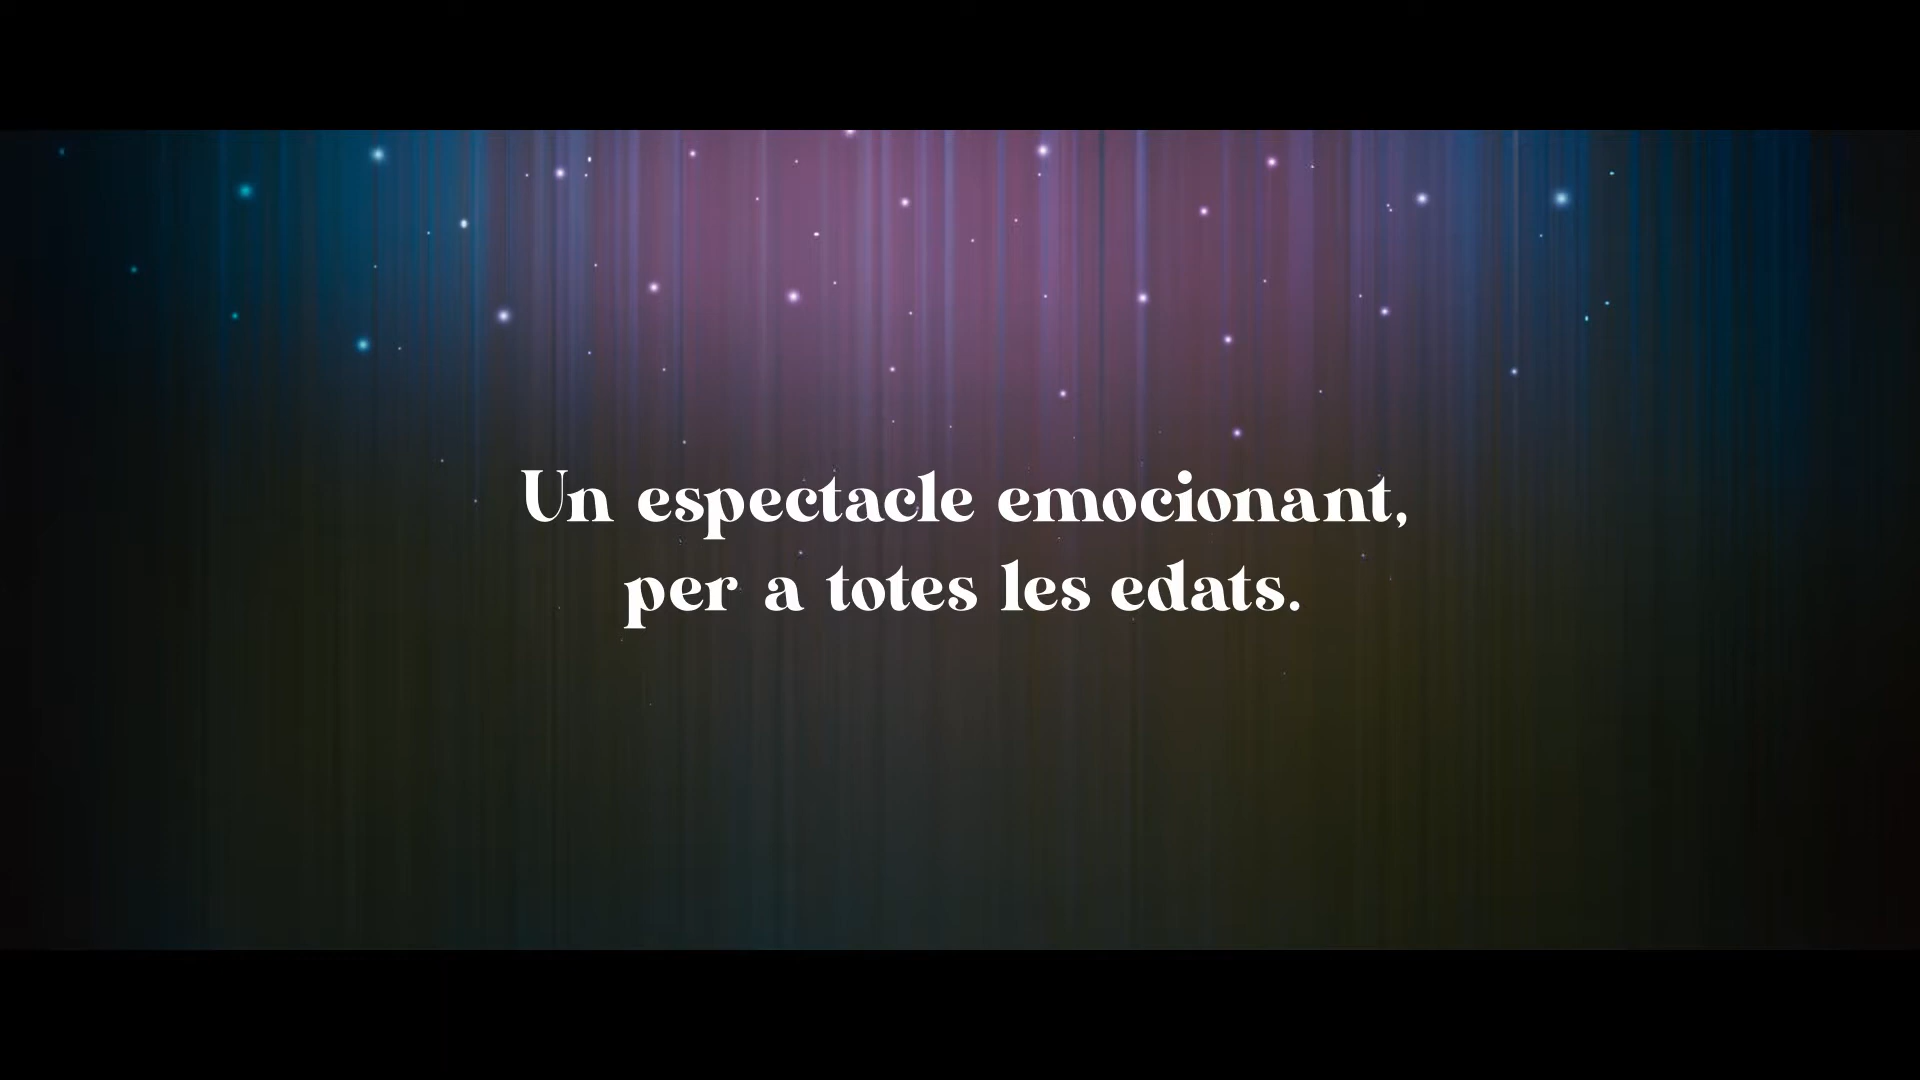 Un espectacle emocionant,
per a totes les edats.